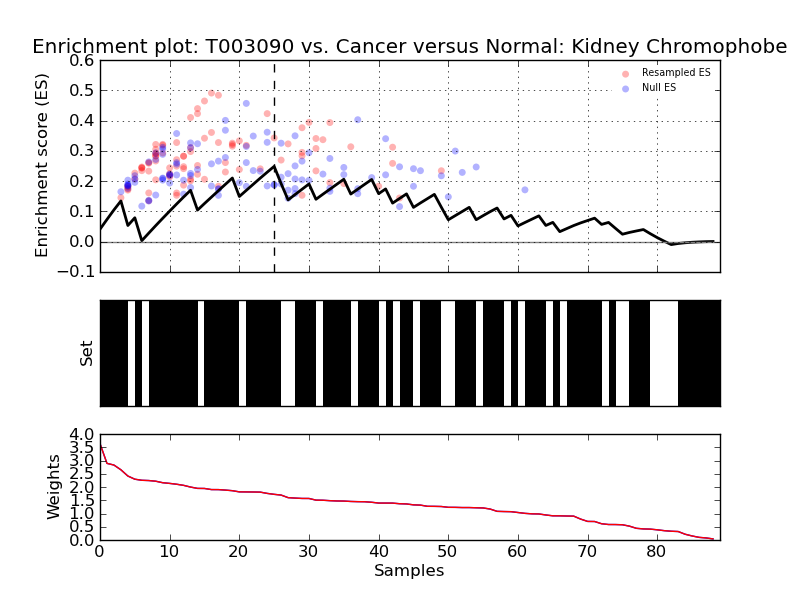 Enrichment plot: T003090 vs. Cancer versus Normal: Kidney Chromophobe
Enrichment score (ES)
0.6
0.5
0.4
0.3
0.2
0.1
0.0
−0.1
Resampled ES
Null ES
Set
Weights
4.0
3.5
3.0
2.5
2.0
1.5
1.0
0.5
0.0
0 10 20 30 40 50 60 70 80
Samples